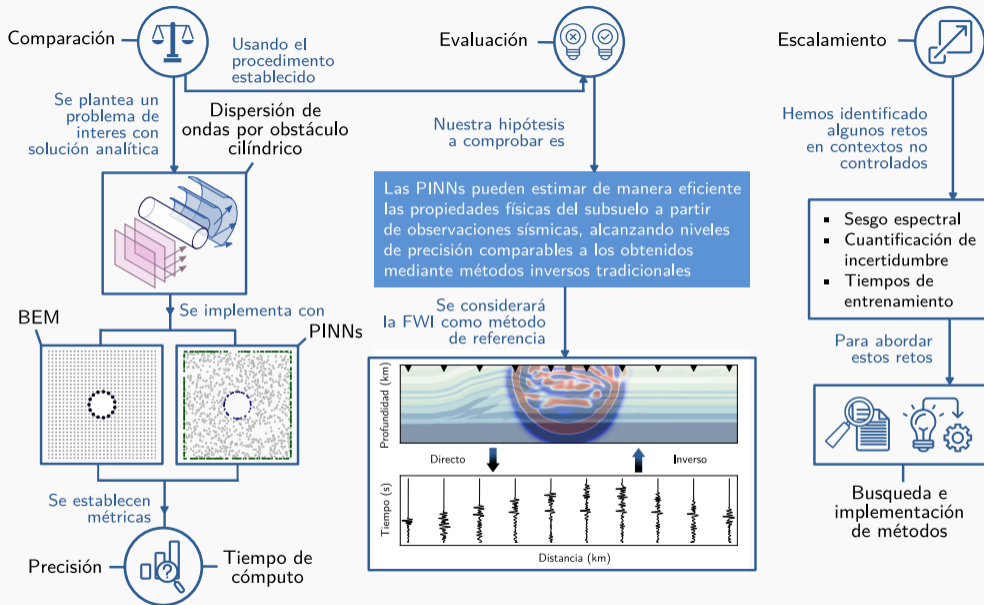 Comparación
Usando el
procedimento
establecido
Se plantea un
problema de
interes con
solución analítica
Dispersión de
ondas por obstáculo
cilíndrico
Se implementa con
BEM
PINNs
Se establecen
métricas
Precisión
?
Tiempo de
cómputo
Evaluación
Nuestra hipótesis
a comprobar es
Las PINNs pueden estimar de manera eficiente
las propiedades físicas del subsuelo a partir
de observaciones sísmicas, alcanzando niveles
de precisión comparables a los obtenidos
mediante métodos inversos tradicionales
Se considerará
la FWI como método
de referencia
Profundidad (km)
Directo
Inverso
Tiempo (s)
Distancia (km)
Escalamiento
Hemos identificado
algunos retos
en contextos no
controlados
▪ Sesgo espectral
▪ Cuantificación de
incertidumbre
▪ Tiempos de
entrenamiento
Para abordar
estos retos
Busqueda e
implementación
de métodos